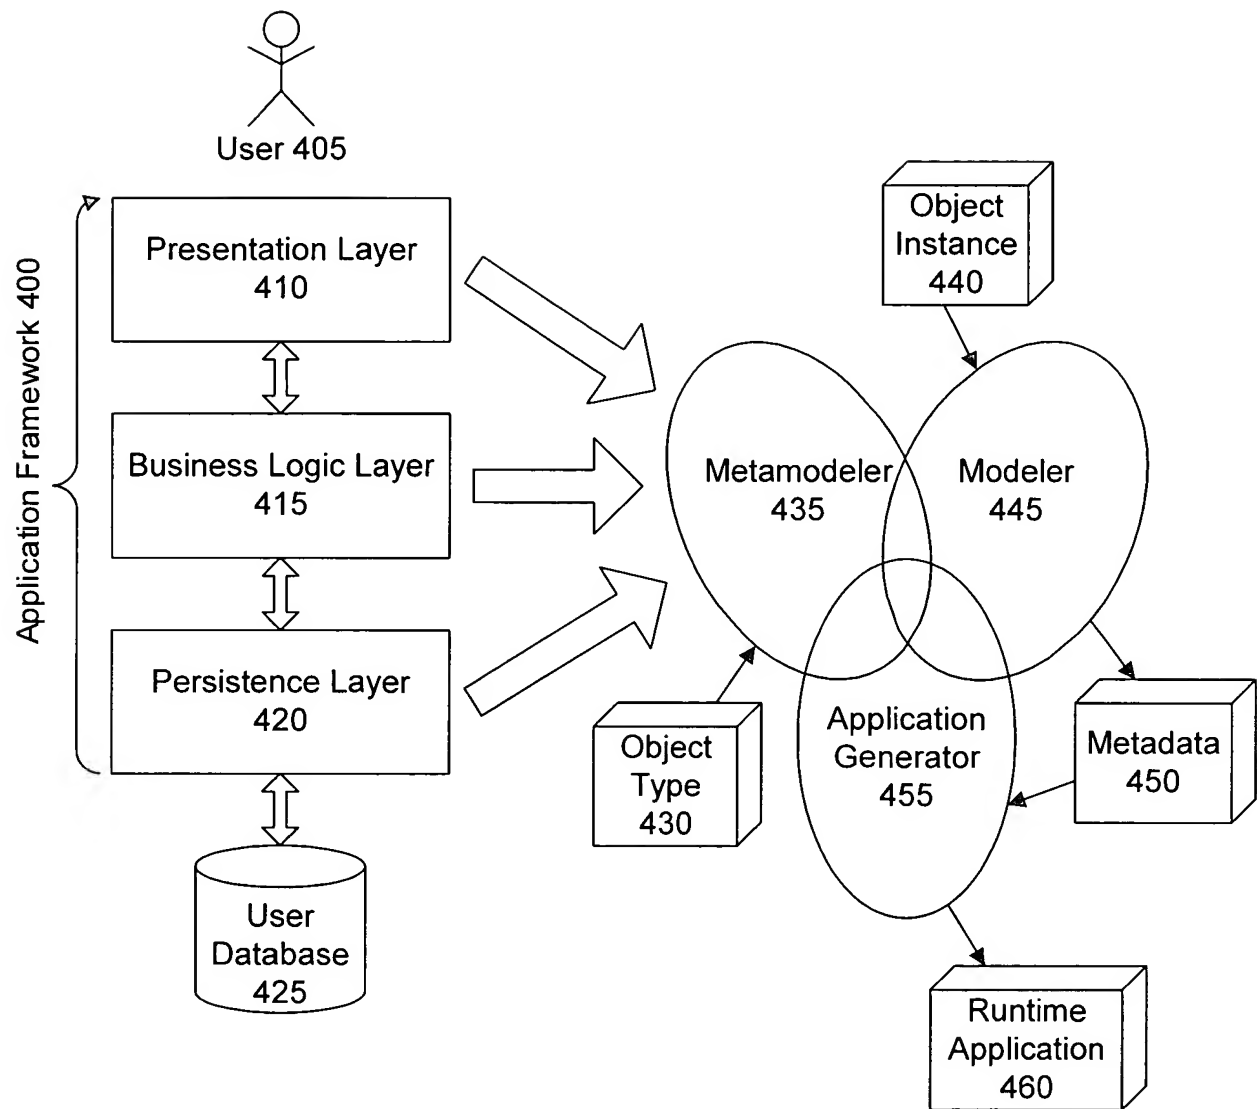 User 405
Application Framework 400
Presentation Layer
410
Business Logic Layer
415
Persistence Layer
420
User
Database
425
Object
Instance
440
Metamodeler
435
Modeler
445
Object
Type
430
Application
Generator
455
Metadata
450
Runtime
Application
460